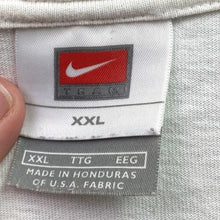 TEAM
XXL
XXL TTG EEG
MADE IN HONDURAS
OF U.S.A. FABRIC